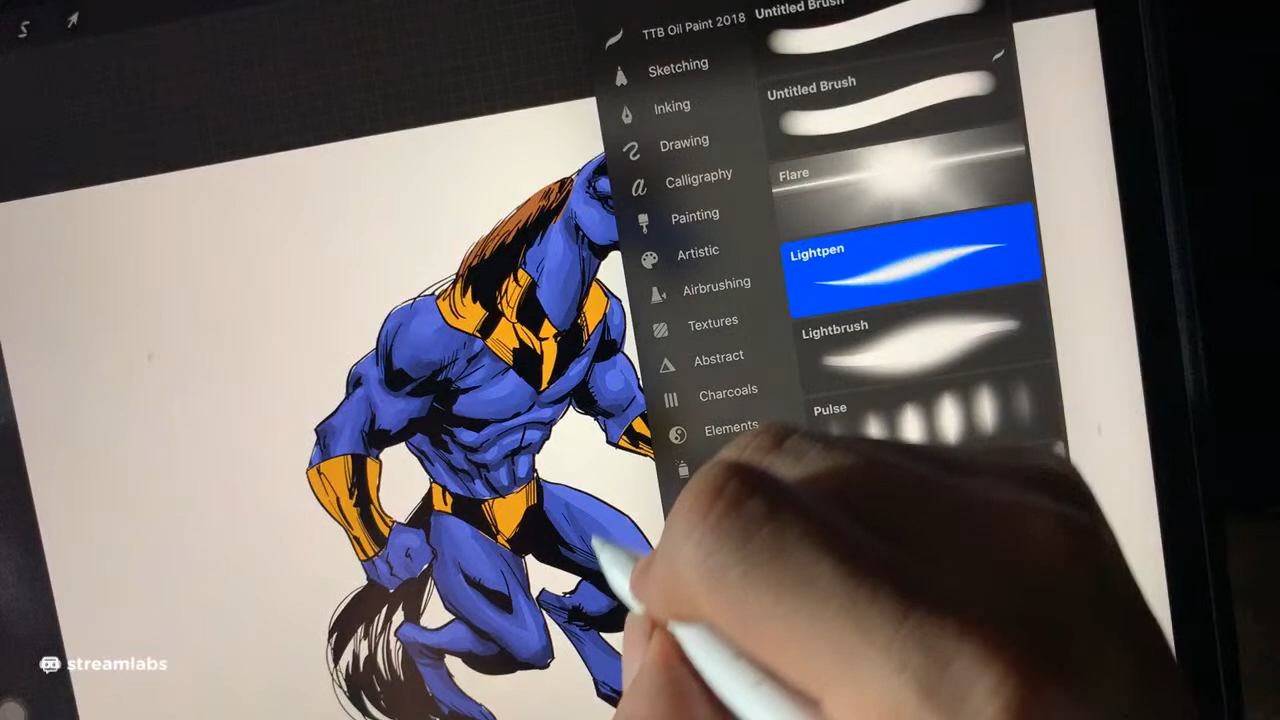 TTB Oil Paint 2018
Sketching
Inking
Drawing
Calligraphy
Painting
Artistic
Airbrushing
Textures
Abstract
Charcoals
Elements
Untitled Brush
Untitled Brush
Flare
Lightpen
Lightbrush
Pulse
streamlabs